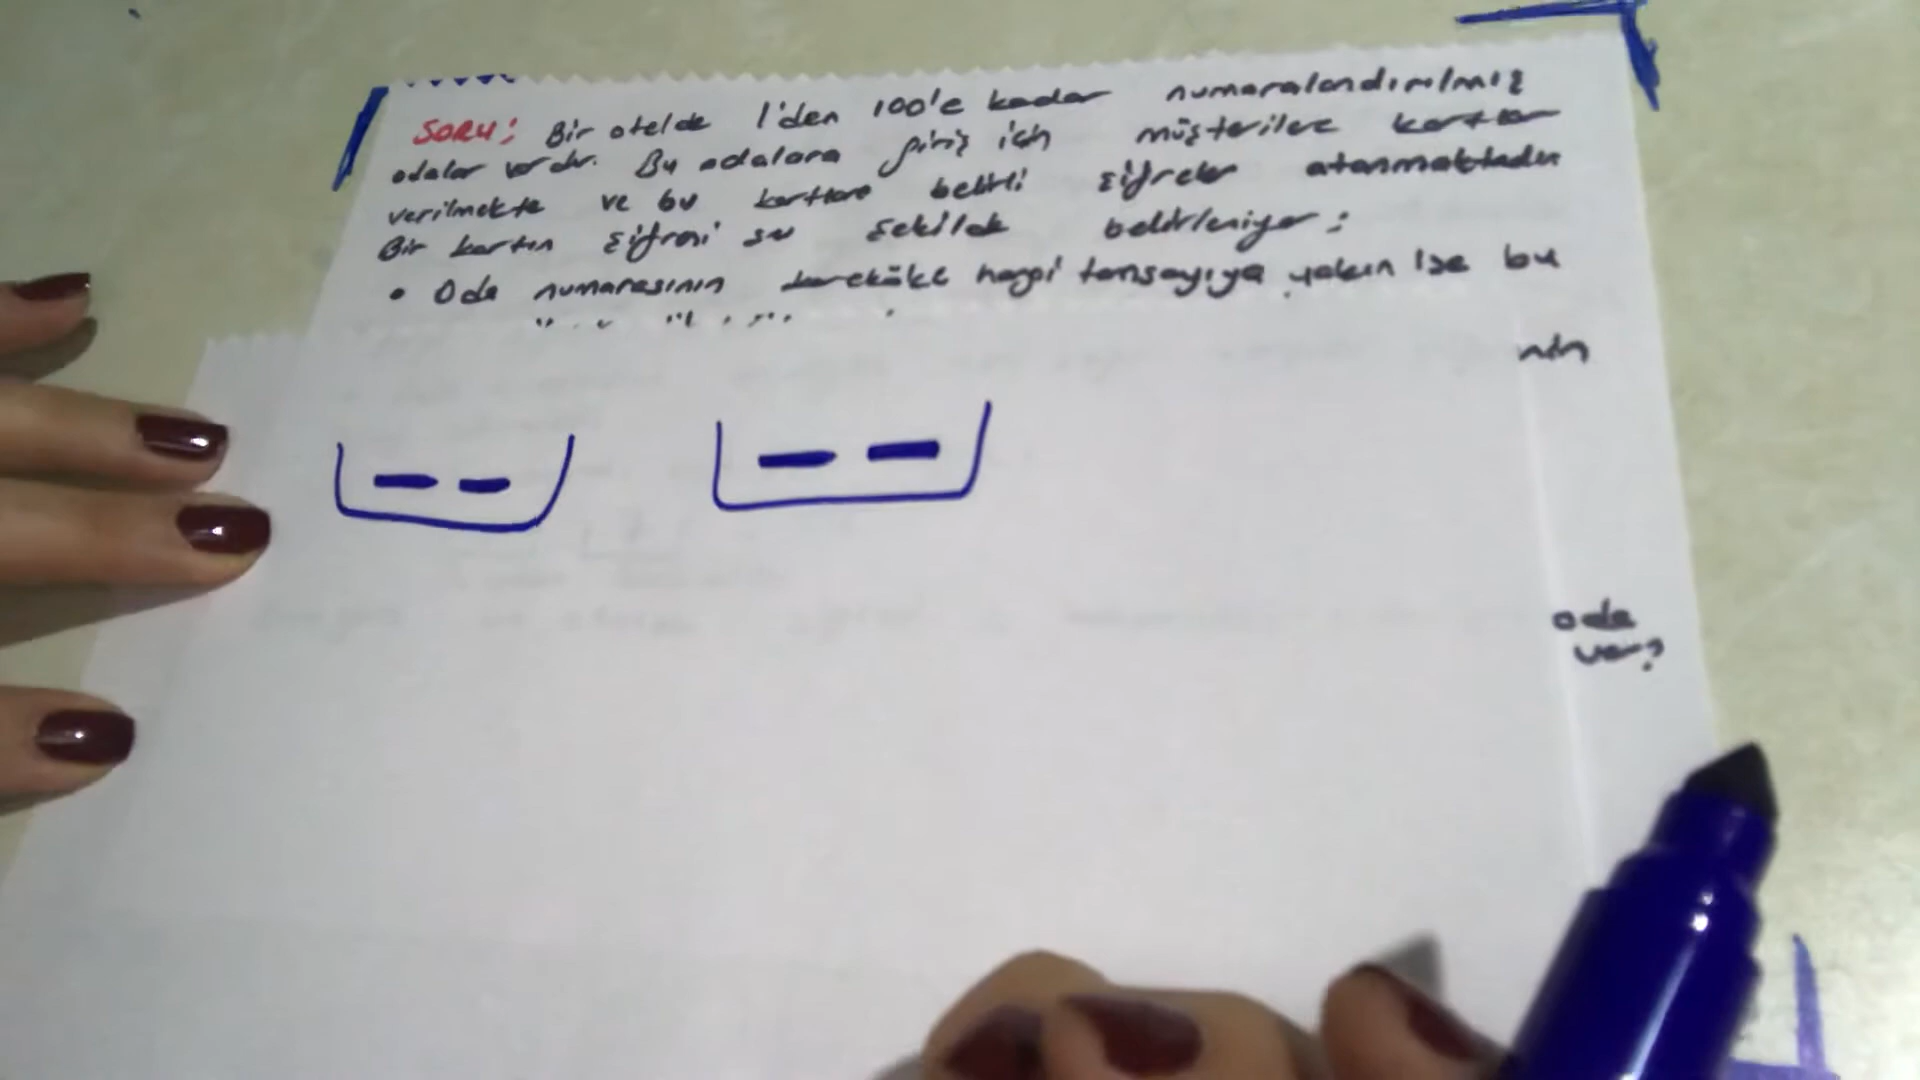 SORU: Bir otelde 1'den 100'e kadar numaralandırılmış
odalar vardır. Bu odalara giriş için müşterilere kartlar
verilmekte ve bu kartlara belirli şifreler atanmaktadır
Bir kartın şifresi şu şekilde belirleniyor:
• Oda numarasının karekökü hangi tamsayıya yakın ise bu
nın
oda
var?